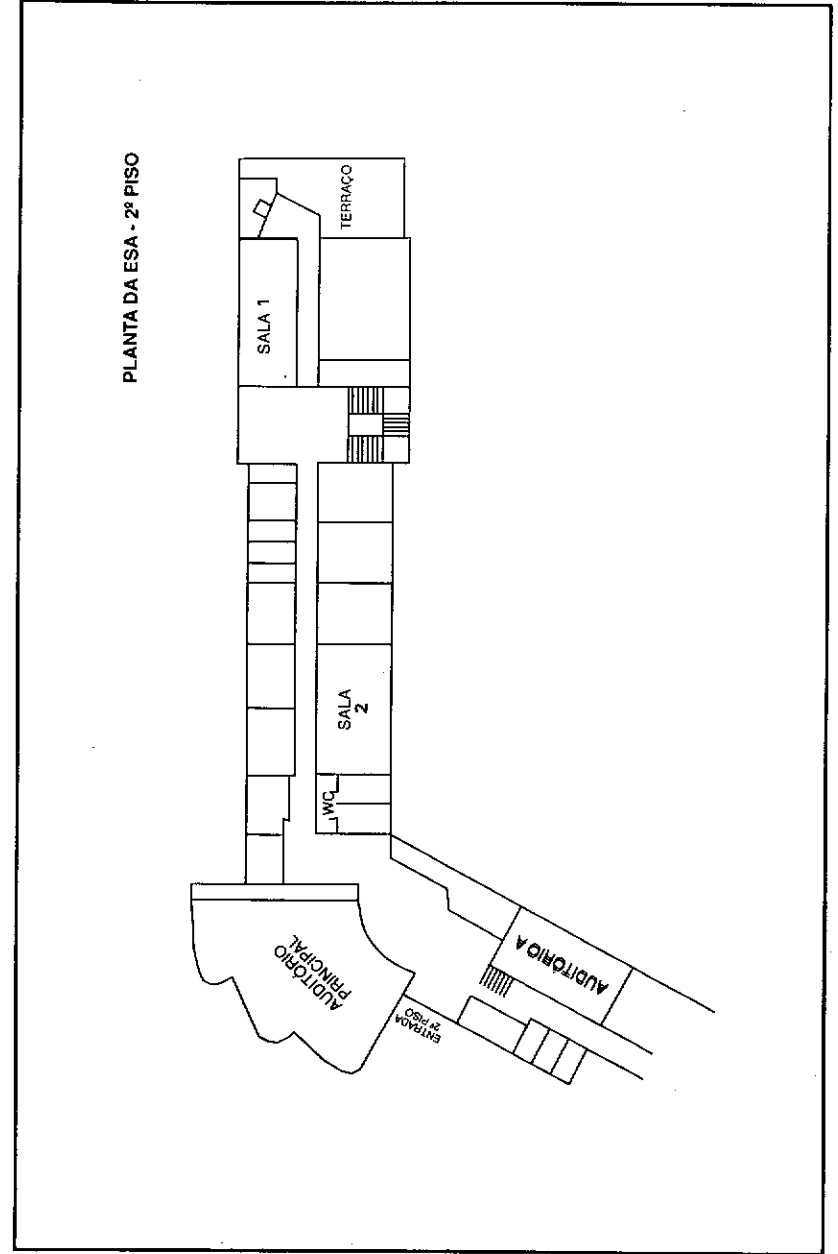 PLANTA DA ESA - 2º PISO
TERRAÇO
SALA 1
SALA
2
WC
AUDITÓRIO
PRINCIPAL
ENTRADA
2º PISO
AUDITÓRIO A